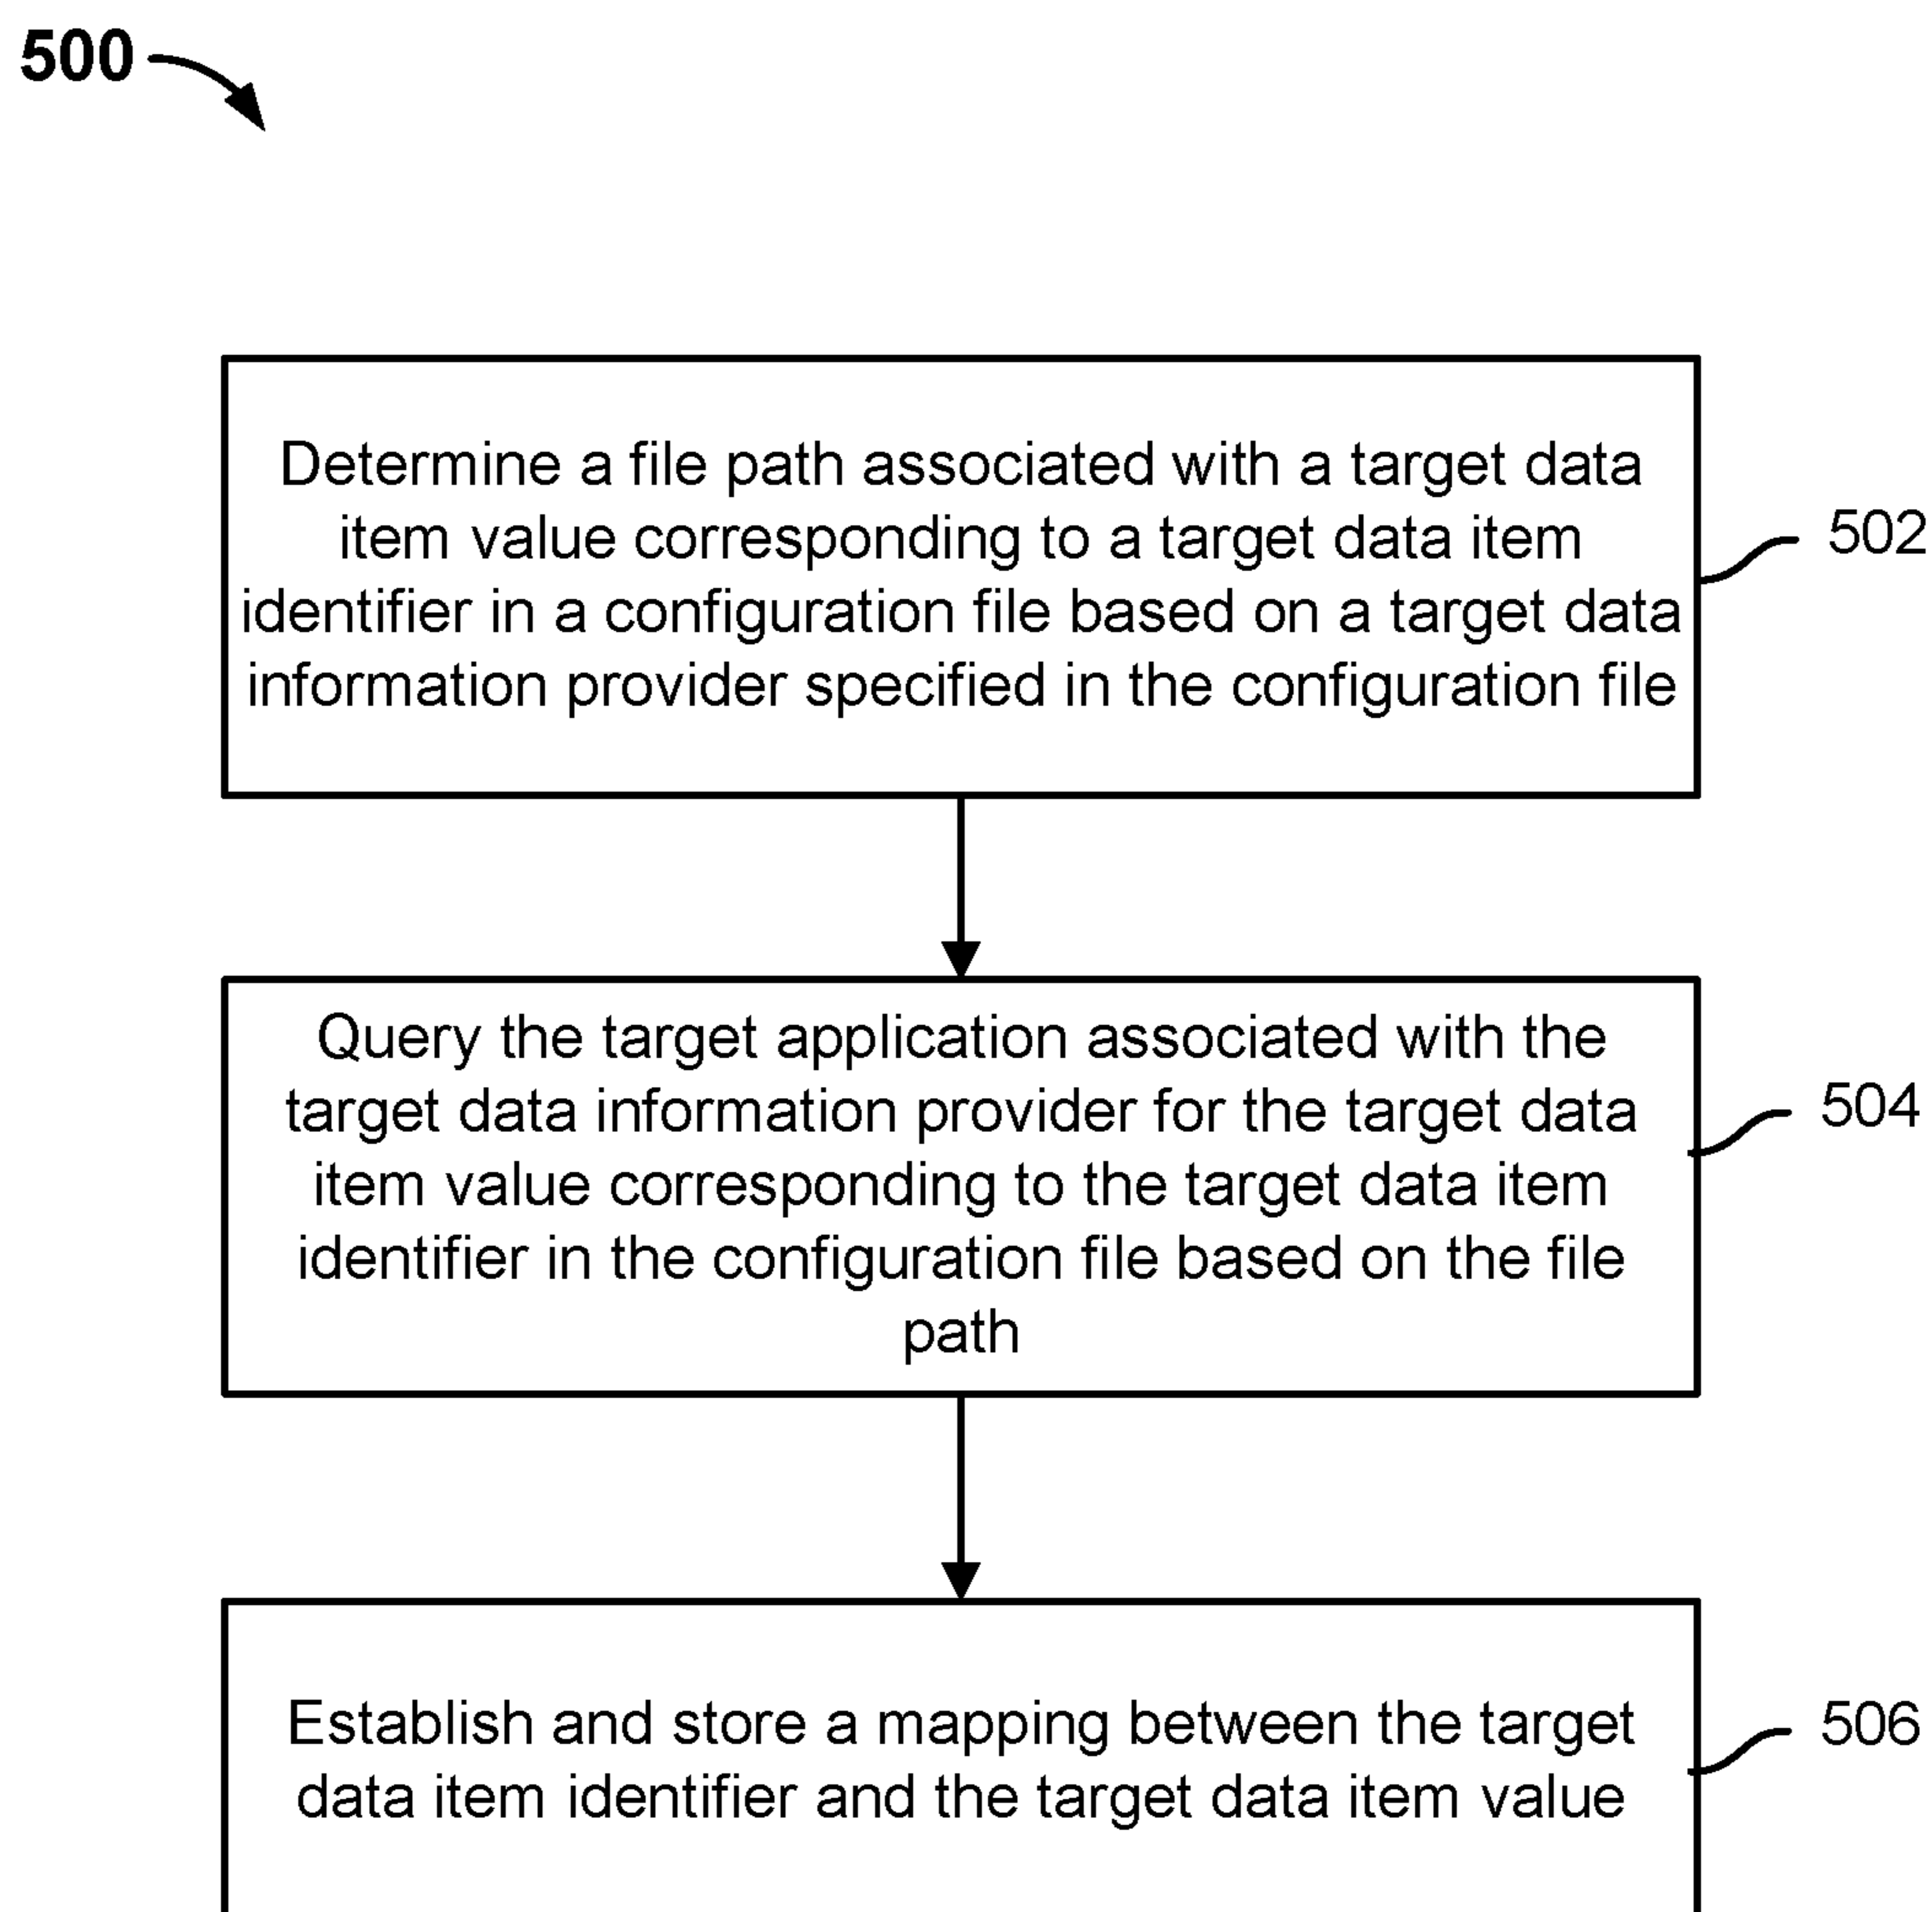 500
Determine a file path associated with a target data
item value corresponding to a target data item
identifier in a configuration file based on a target data
information provider specified in the configuration file
502
Query the target application associated with the
target data information provider for the target data
item value corresponding to the target data item
identifier in the configuration file based on the file
path
504
Establish and store a mapping between the target
data item identifier and the target data item value
506